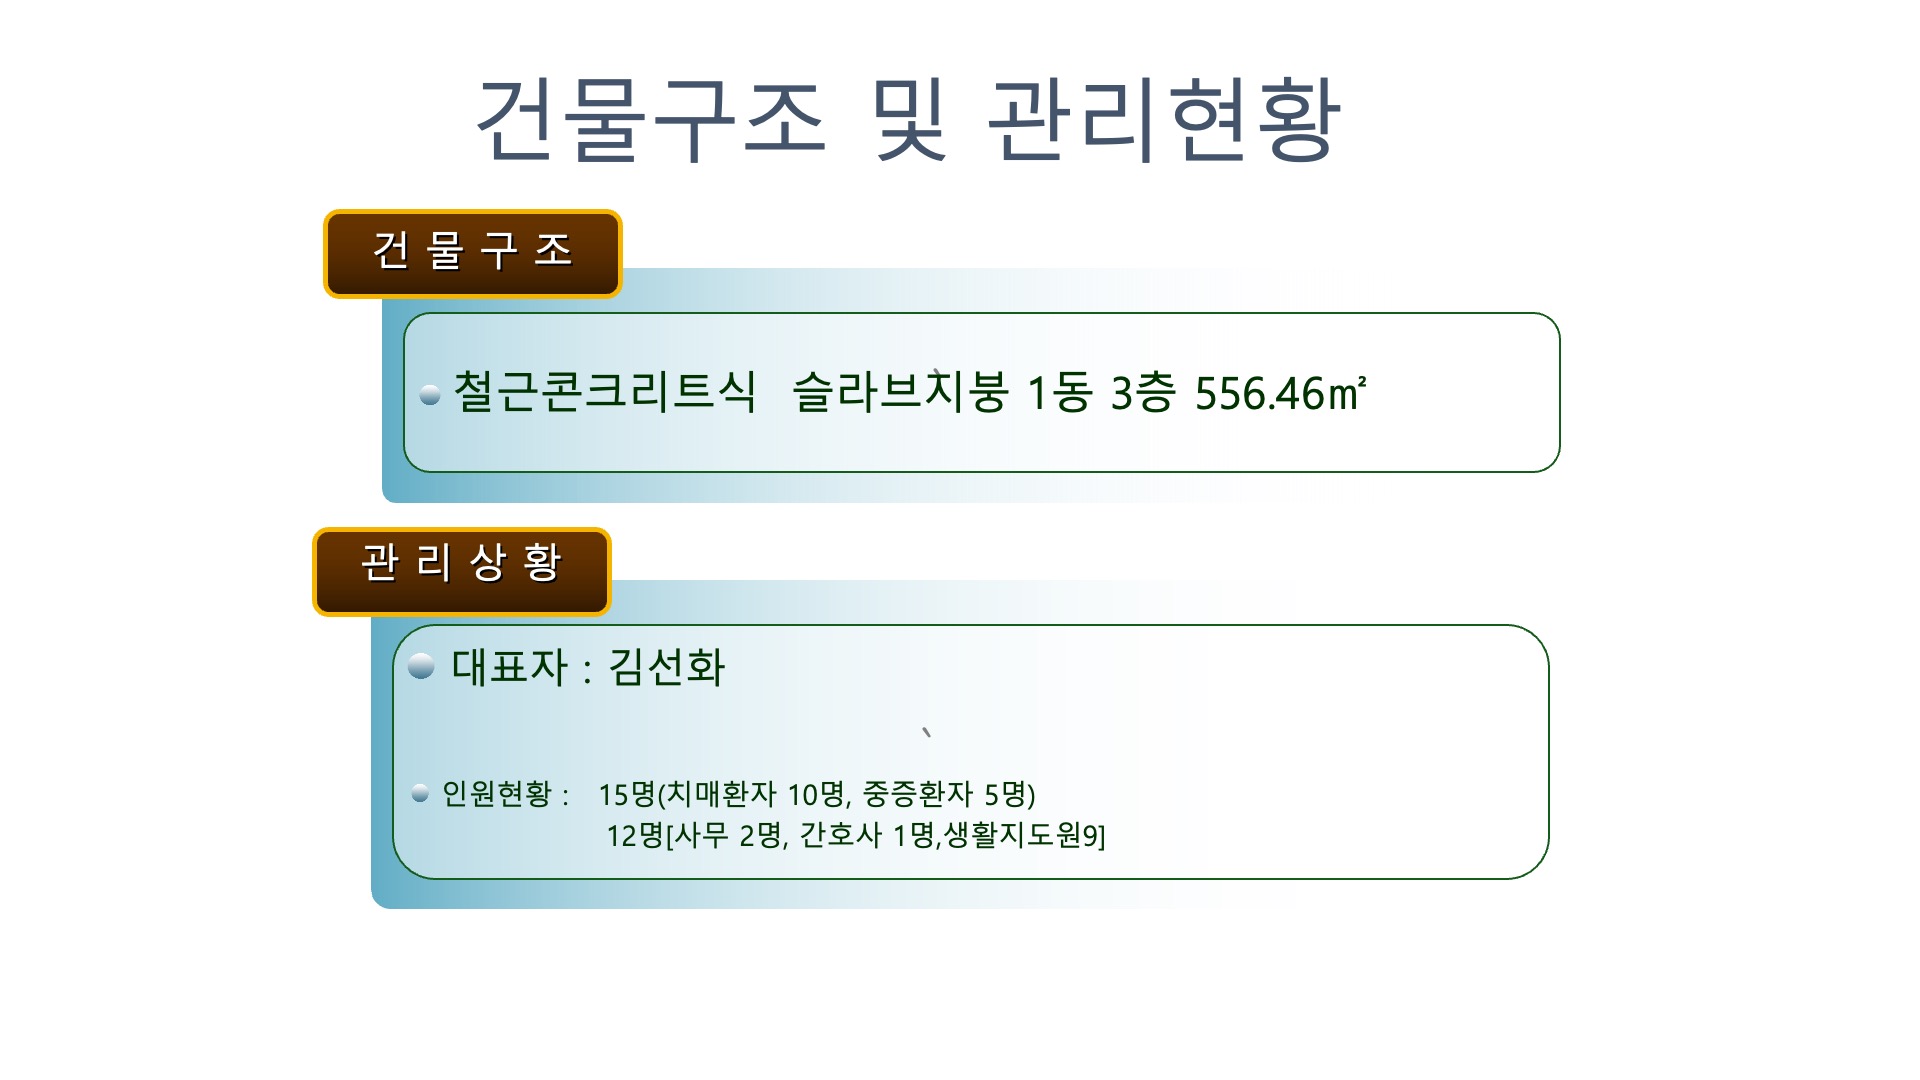 건물구조 및 관리현황
건 물 구 조
철근콘크리트식 슬라브지붕 1동 3층 556.46㎡
관 리 상 황
대표자 : 김선화
`
인원현황 : 15명(치매환자 10명, 중증환자 5명)
12명[사무 2명, 간호사 1명,생활지도원9]